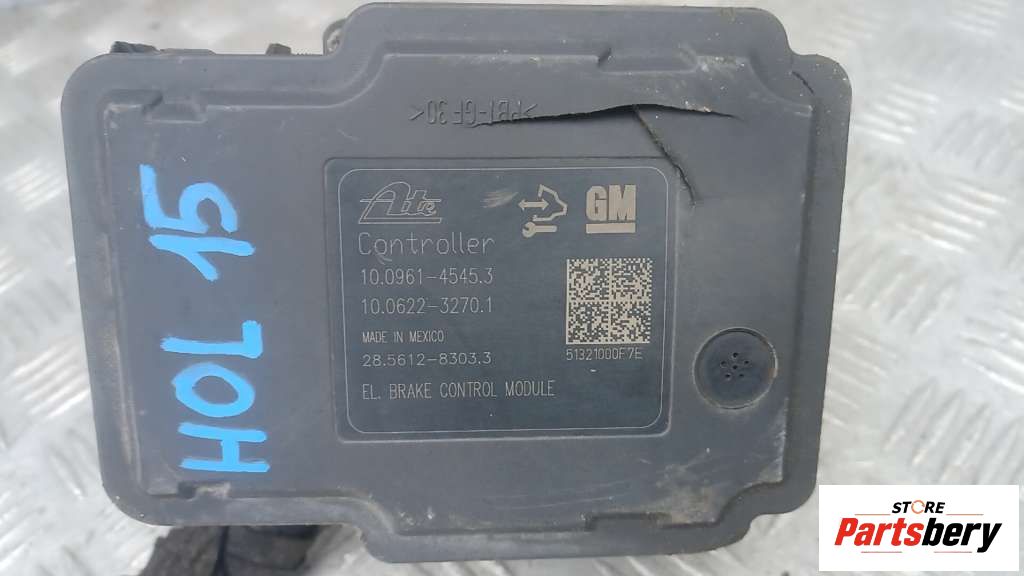 >PBT-GF30<
Ate
GM
Controller
10.0961-4545.3
10.0622-3270.1
MADE IN MEXICO
28.5612-8303.3
51321000F7E
EL. BRAKE CONTROL MODULE
HOL 15
STORE
Partsbery